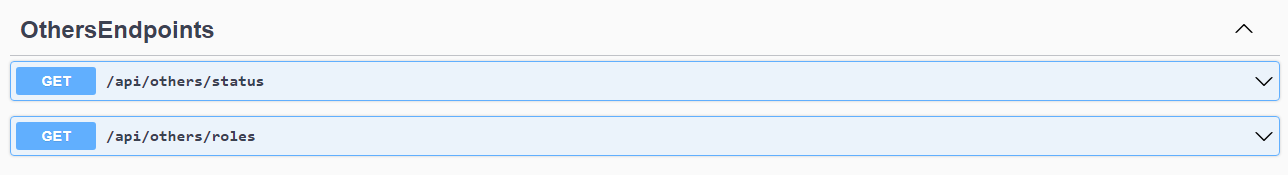 OthersEndpoints
GET /api/others/status
GET /api/others/roles